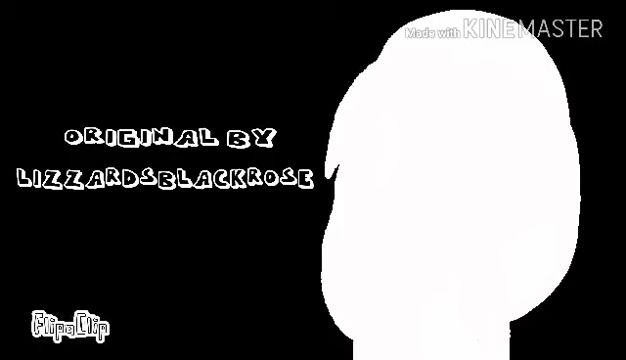 Made with KINEMASTER
ORIGINAL BY
LIZZARDSBLACKROSE
FlipaClip